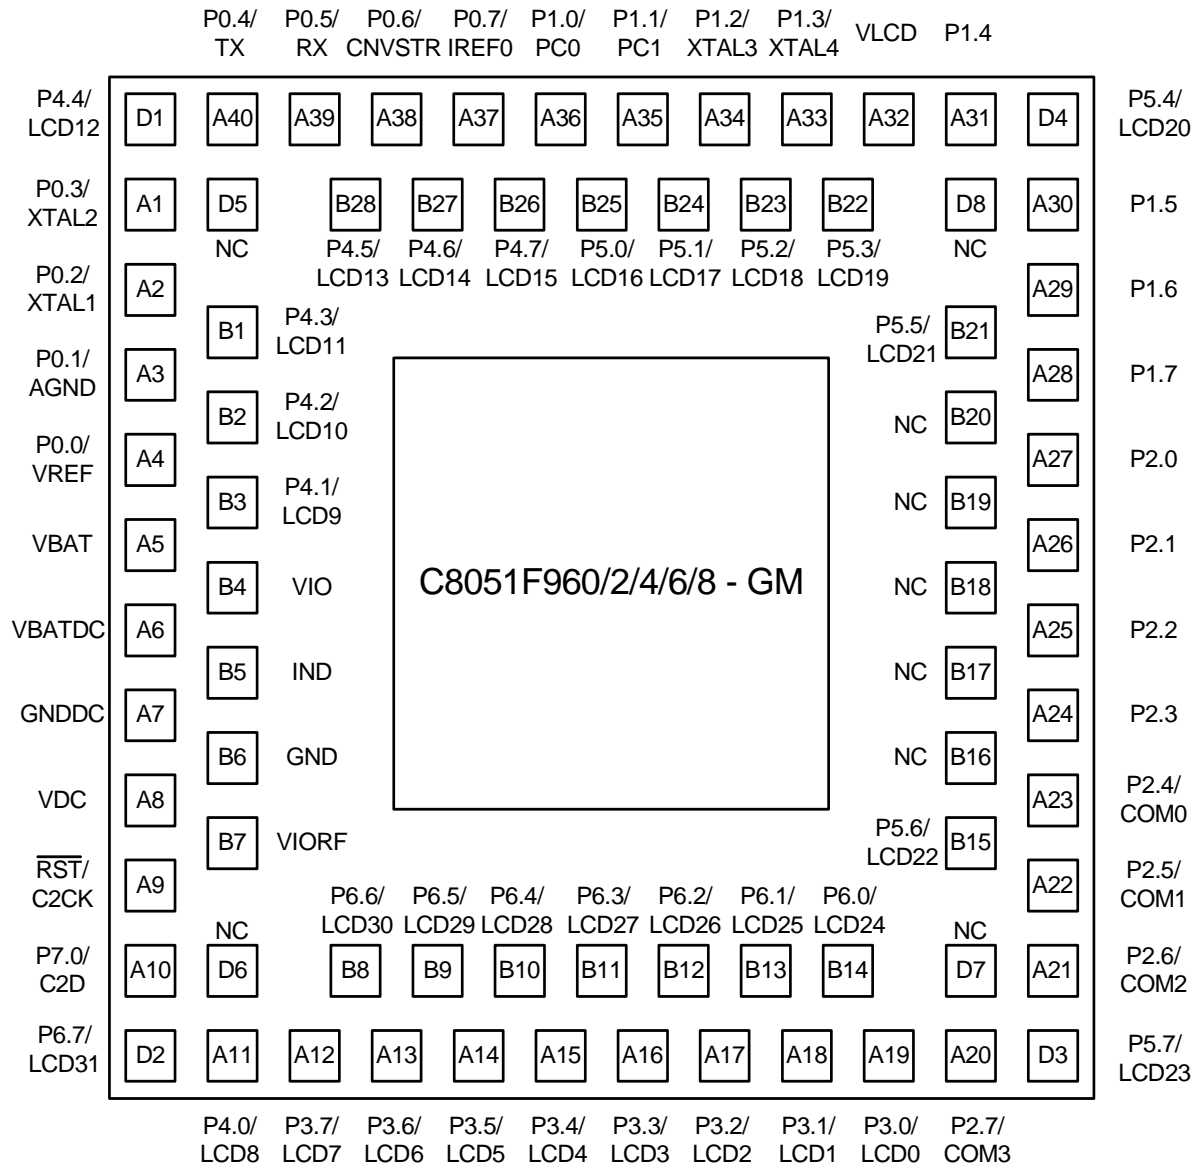 P0.4/ P0.5/ P0.6/ P0.7/ P1.0/ P1.1/ P1.2/ P1.3/ VLCD P1.4
TX RX CNVSTR IREF0 PC0 PC1 XTAL3 XTAL4
P4.4/
LCD12
D1 A40 A39 A38 A37 A36 A35 A34 A33 A32 A31 D4
P5.4/
LCD20
P0.3/
XTAL2
A1 D5 B28 B27 B26 B25 B24 B23 B22 D8 A30 P1.5
NC P4.5/ P4.6/ P4.7/ P5.0/ P5.1/ P5.2/ P5.3/ NC
LCD13 LCD14 LCD15 LCD16 LCD17 LCD18 LCD19
P0.2/
XTAL1
A2 A29 P1.6
B1 P4.3/
LCD11
P5.5/
LCD21
B21
P0.1/
AGND
A3 A28 P1.7
B2 P4.2/
LCD10
NC B20
P0.0/
VREF
A4 A27 P2.0
B3 P4.1/
LCD9
NC B19
VBAT A5 A26 P2.1
B4 VIO C8051F960/2/4/6/8 - GM NC B18
VBATDC A6 A25 P2.2
B5 IND NC B17
GNDDC A7 A24 P2.3
B6 GND NC B16
VDC A8 A23 P2.4/
COM0
B7 VIORF P5.6/
LCD22
B15
RST/
C2CK
A9 A22 P2.5/
COM1
P6.6/ P6.5/ P6.4/ P6.3/ P6.2/ P6.1/ P6.0/
LCD30 LCD29 LCD28 LCD27 LCD26 LCD25 LCD24
NC NC
P7.0/
C2D
A10 D6 B8 B9 B10 B11 B12 B13 B14 D7 A21
P2.6/
COM2
P6.7/
LCD31
D2 A11 A12 A13 A14 A15 A16 A17 A18 A19 A20 D3
P5.7/
LCD23
P4.0/ P3.7/ P3.6/ P3.5/ P3.4/ P3.3/ P3.2/ P3.1/ P3.0/ P2.7/
LCD8 LCD7 LCD6 LCD5 LCD4 LCD3 LCD2 LCD1 LCD0 COM3